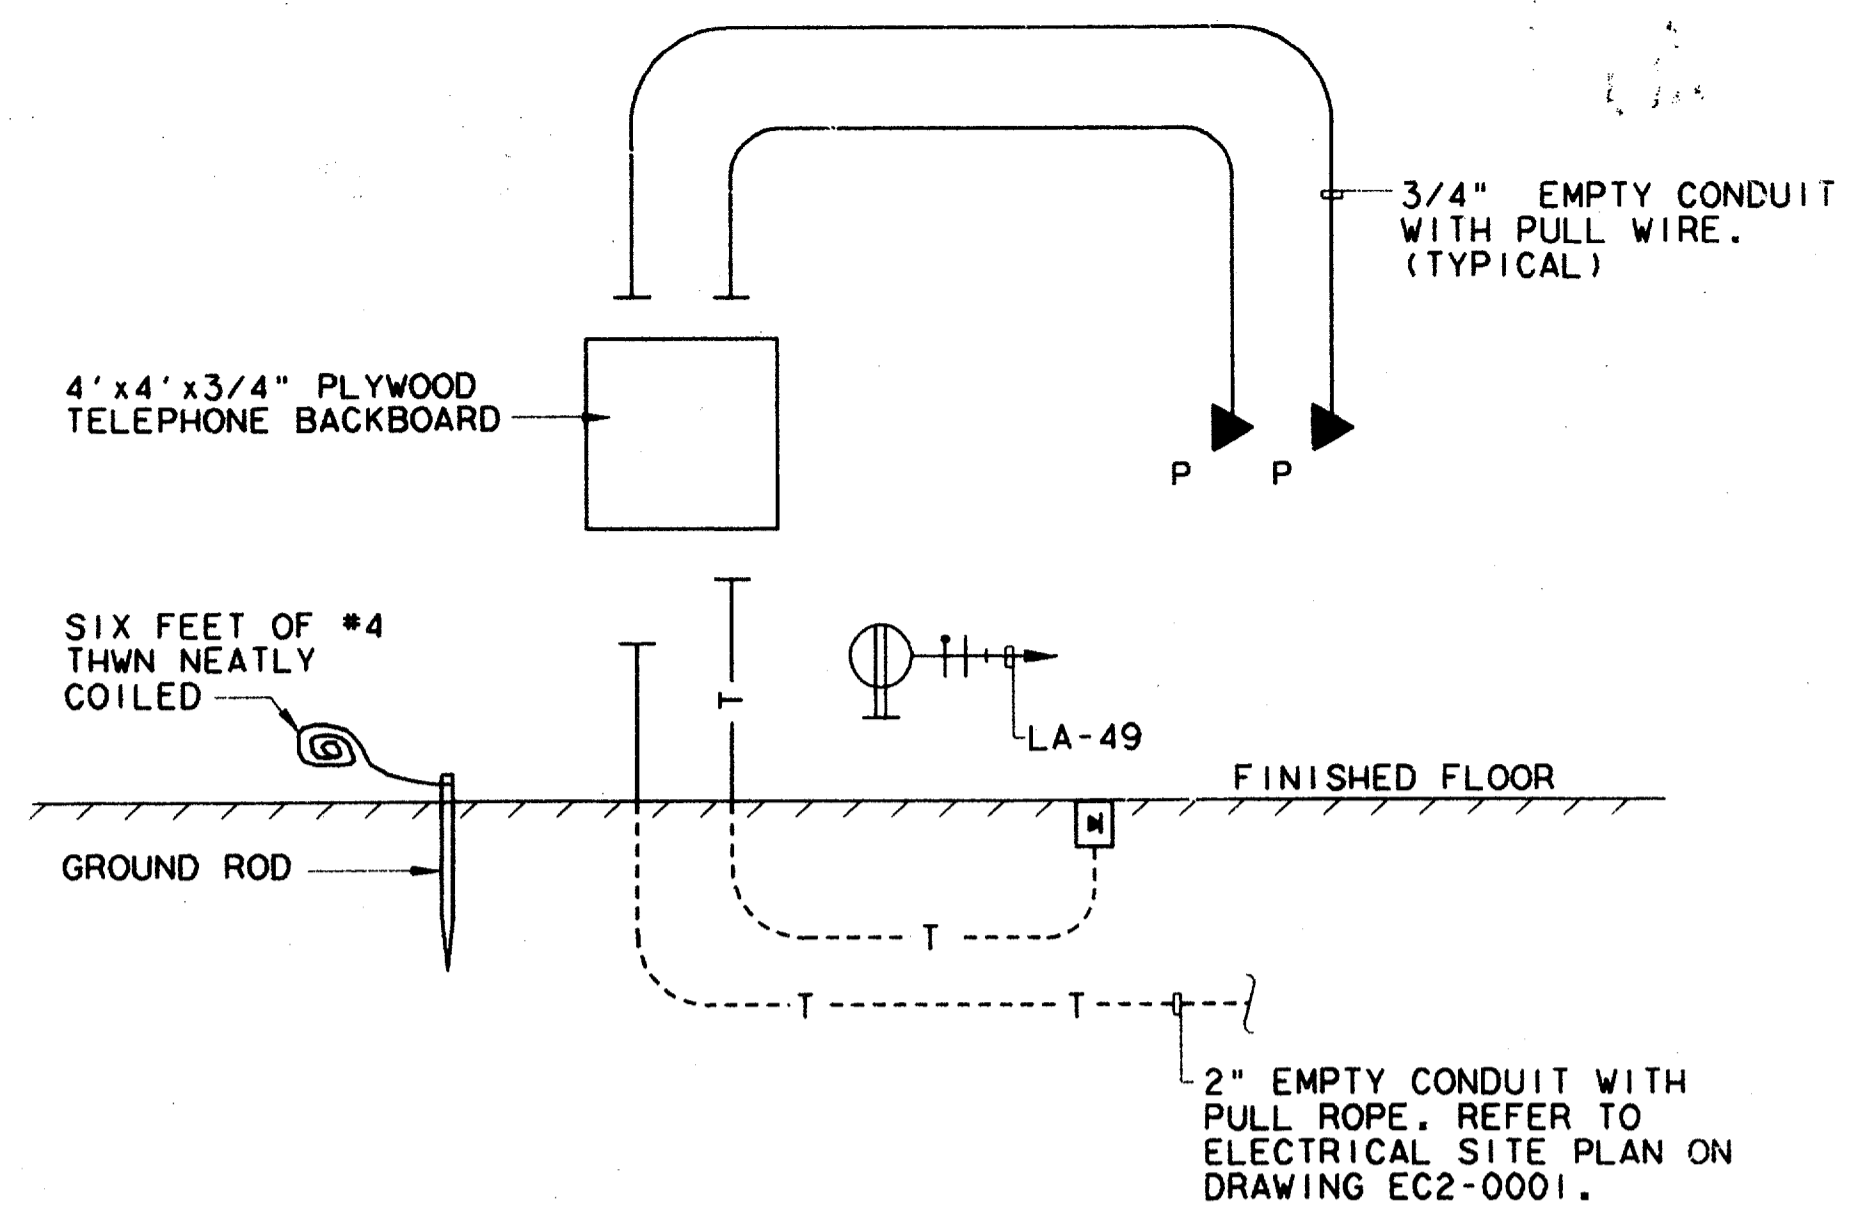 3/4" EMPTY CONDUIT
WITH PULL WIRE.
(TYPICAL)
4'x4'x3/4" PLYWOOD
TELEPHONE BACKBOARD
P P
SIX FEET OF #4
THWN NEATLY
COILED
T
LA-49
FINISHED FLOOR
GROUND ROD
T
T T
2" EMPTY CONDUIT WITH
PULL ROPE. REFER TO
ELECTRICAL SITE PLAN ON
DRAWING EC2-0001.